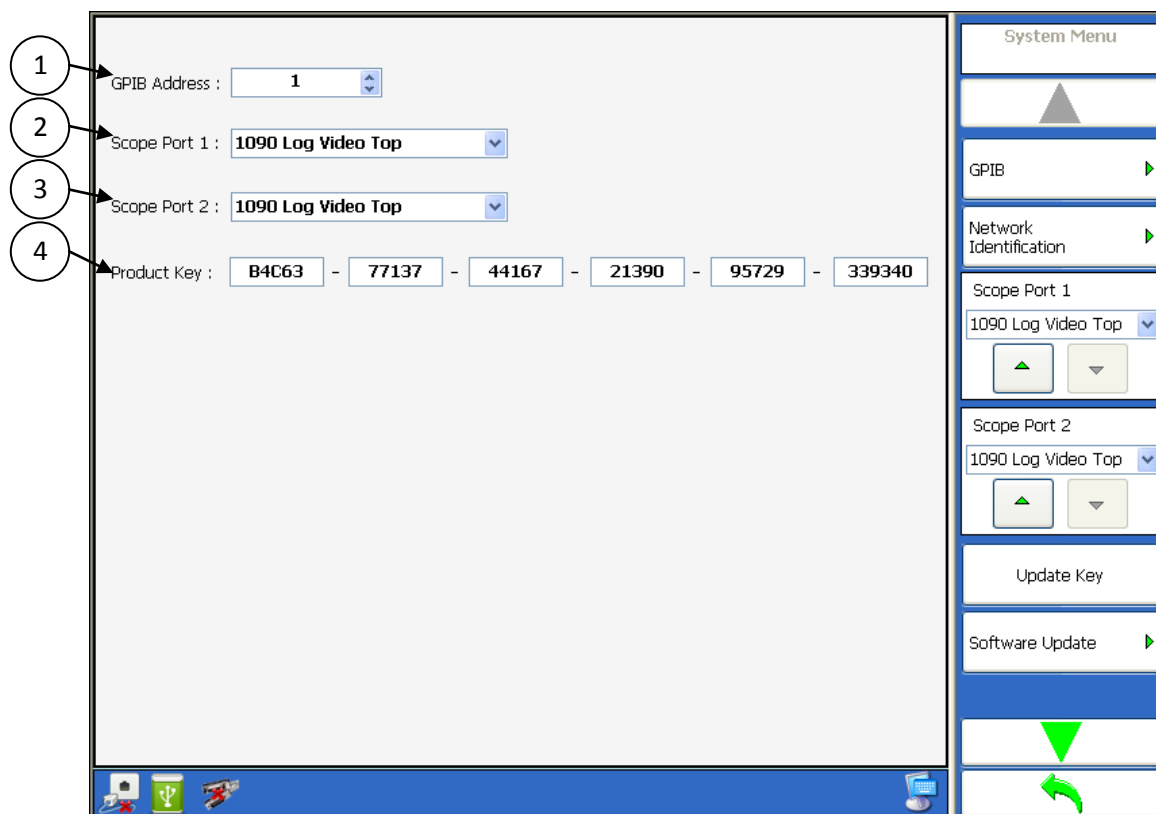 1
GPIB Address : 1
2
Scope Port 1 : 1090 Log Video Top
3
Scope Port 2 : 1090 Log Video Top
4
Product Key : B4C63 - 77137 - 44167 - 21390 - 95729 - 339340
System Menu
GPIB
Network
Identification
Scope Port 1
1090 Log Video Top
Scope Port 2
1090 Log Video Top
Update Key
Software Update